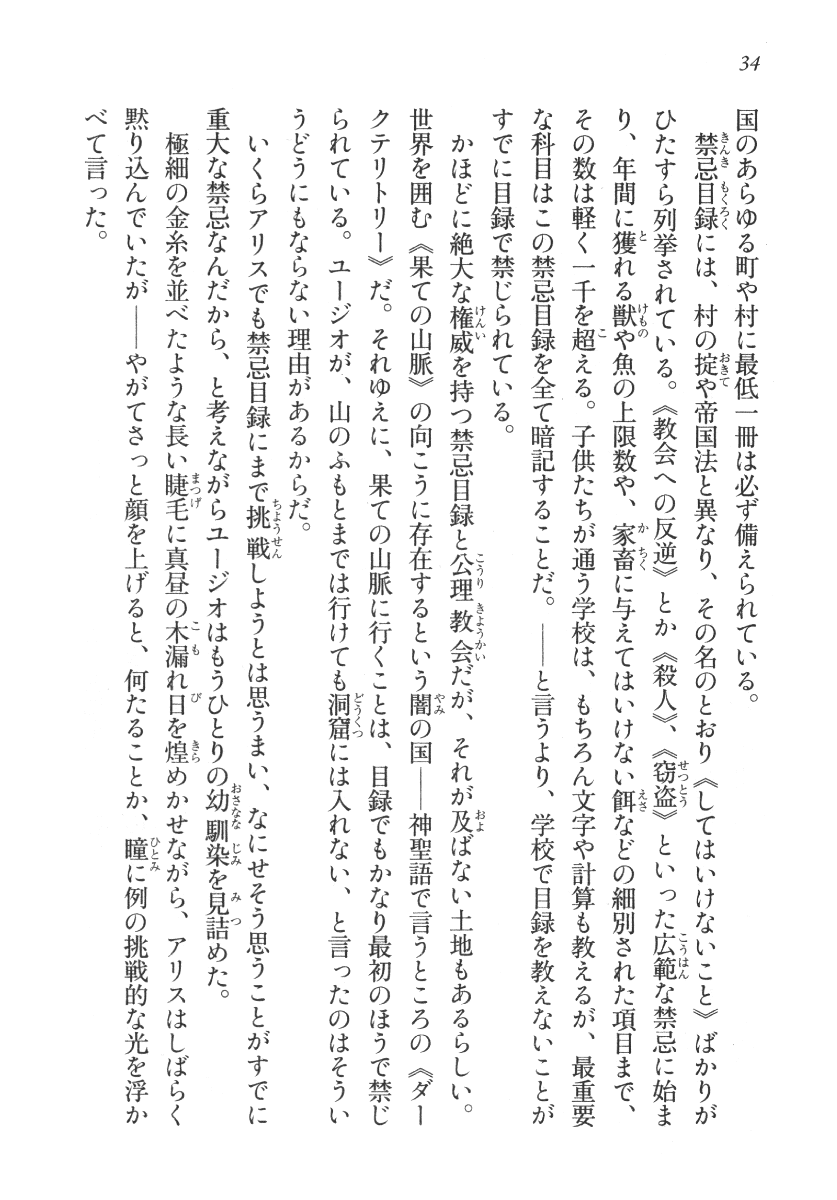 34
国のあらゆる町や村に最低一冊は必ず備えられている。
　禁忌目録には、村の掟や帝国法と異なり、その名のとおり《してはいけないこと》ばかりが
ひたすら列挙されている。《教会への反逆》とか《殺人》、《窃盗》といった広範な禁忌に始ま
り、年間に獲れる獣や魚の上限数や、家畜に与えてはいけない餌などの細別された項目まで、
その数は軽く一千を超える。子供たちが通う学校は、もちろん文字や計算も教えるが、最重要
な科目はこの禁忌目録を全て暗記することだ。――と言うより、学校で目録を教えないことが
すでに目録で禁じられている。
　かほどに絶大な権威を持つ禁忌目録と公理教会だが、それが及ばない土地もあるらしい。
世界を囲む《果ての山脈》の向こうに存在するという闇の国――神聖語で言うところの《ダー
クテリトリー》だ。それゆえに、果ての山脈に行くことは、目録でもかなり最初のほうで禁じ
られている。ユージオが、山のふもとまでは行けても洞窟には入れない、と言ったのはそうい
うどうにもならない理由があるからだ。
　いくらアリスでも禁忌目録にまで挑戦しようとは思うまい、なにせそう思うことがすでに
重大な禁忌なんだから、と考えながらユージオはもうひとりの幼馴染を見詰めた。
　極細の金糸を並べたような長い睫毛に真昼の木漏れ日を煌めかせながら、アリスはしばらく
黙り込んでいたが――やがてさっと顔を上げると、何たることか、瞳に例の挑戦的な光を浮か
べて言った。